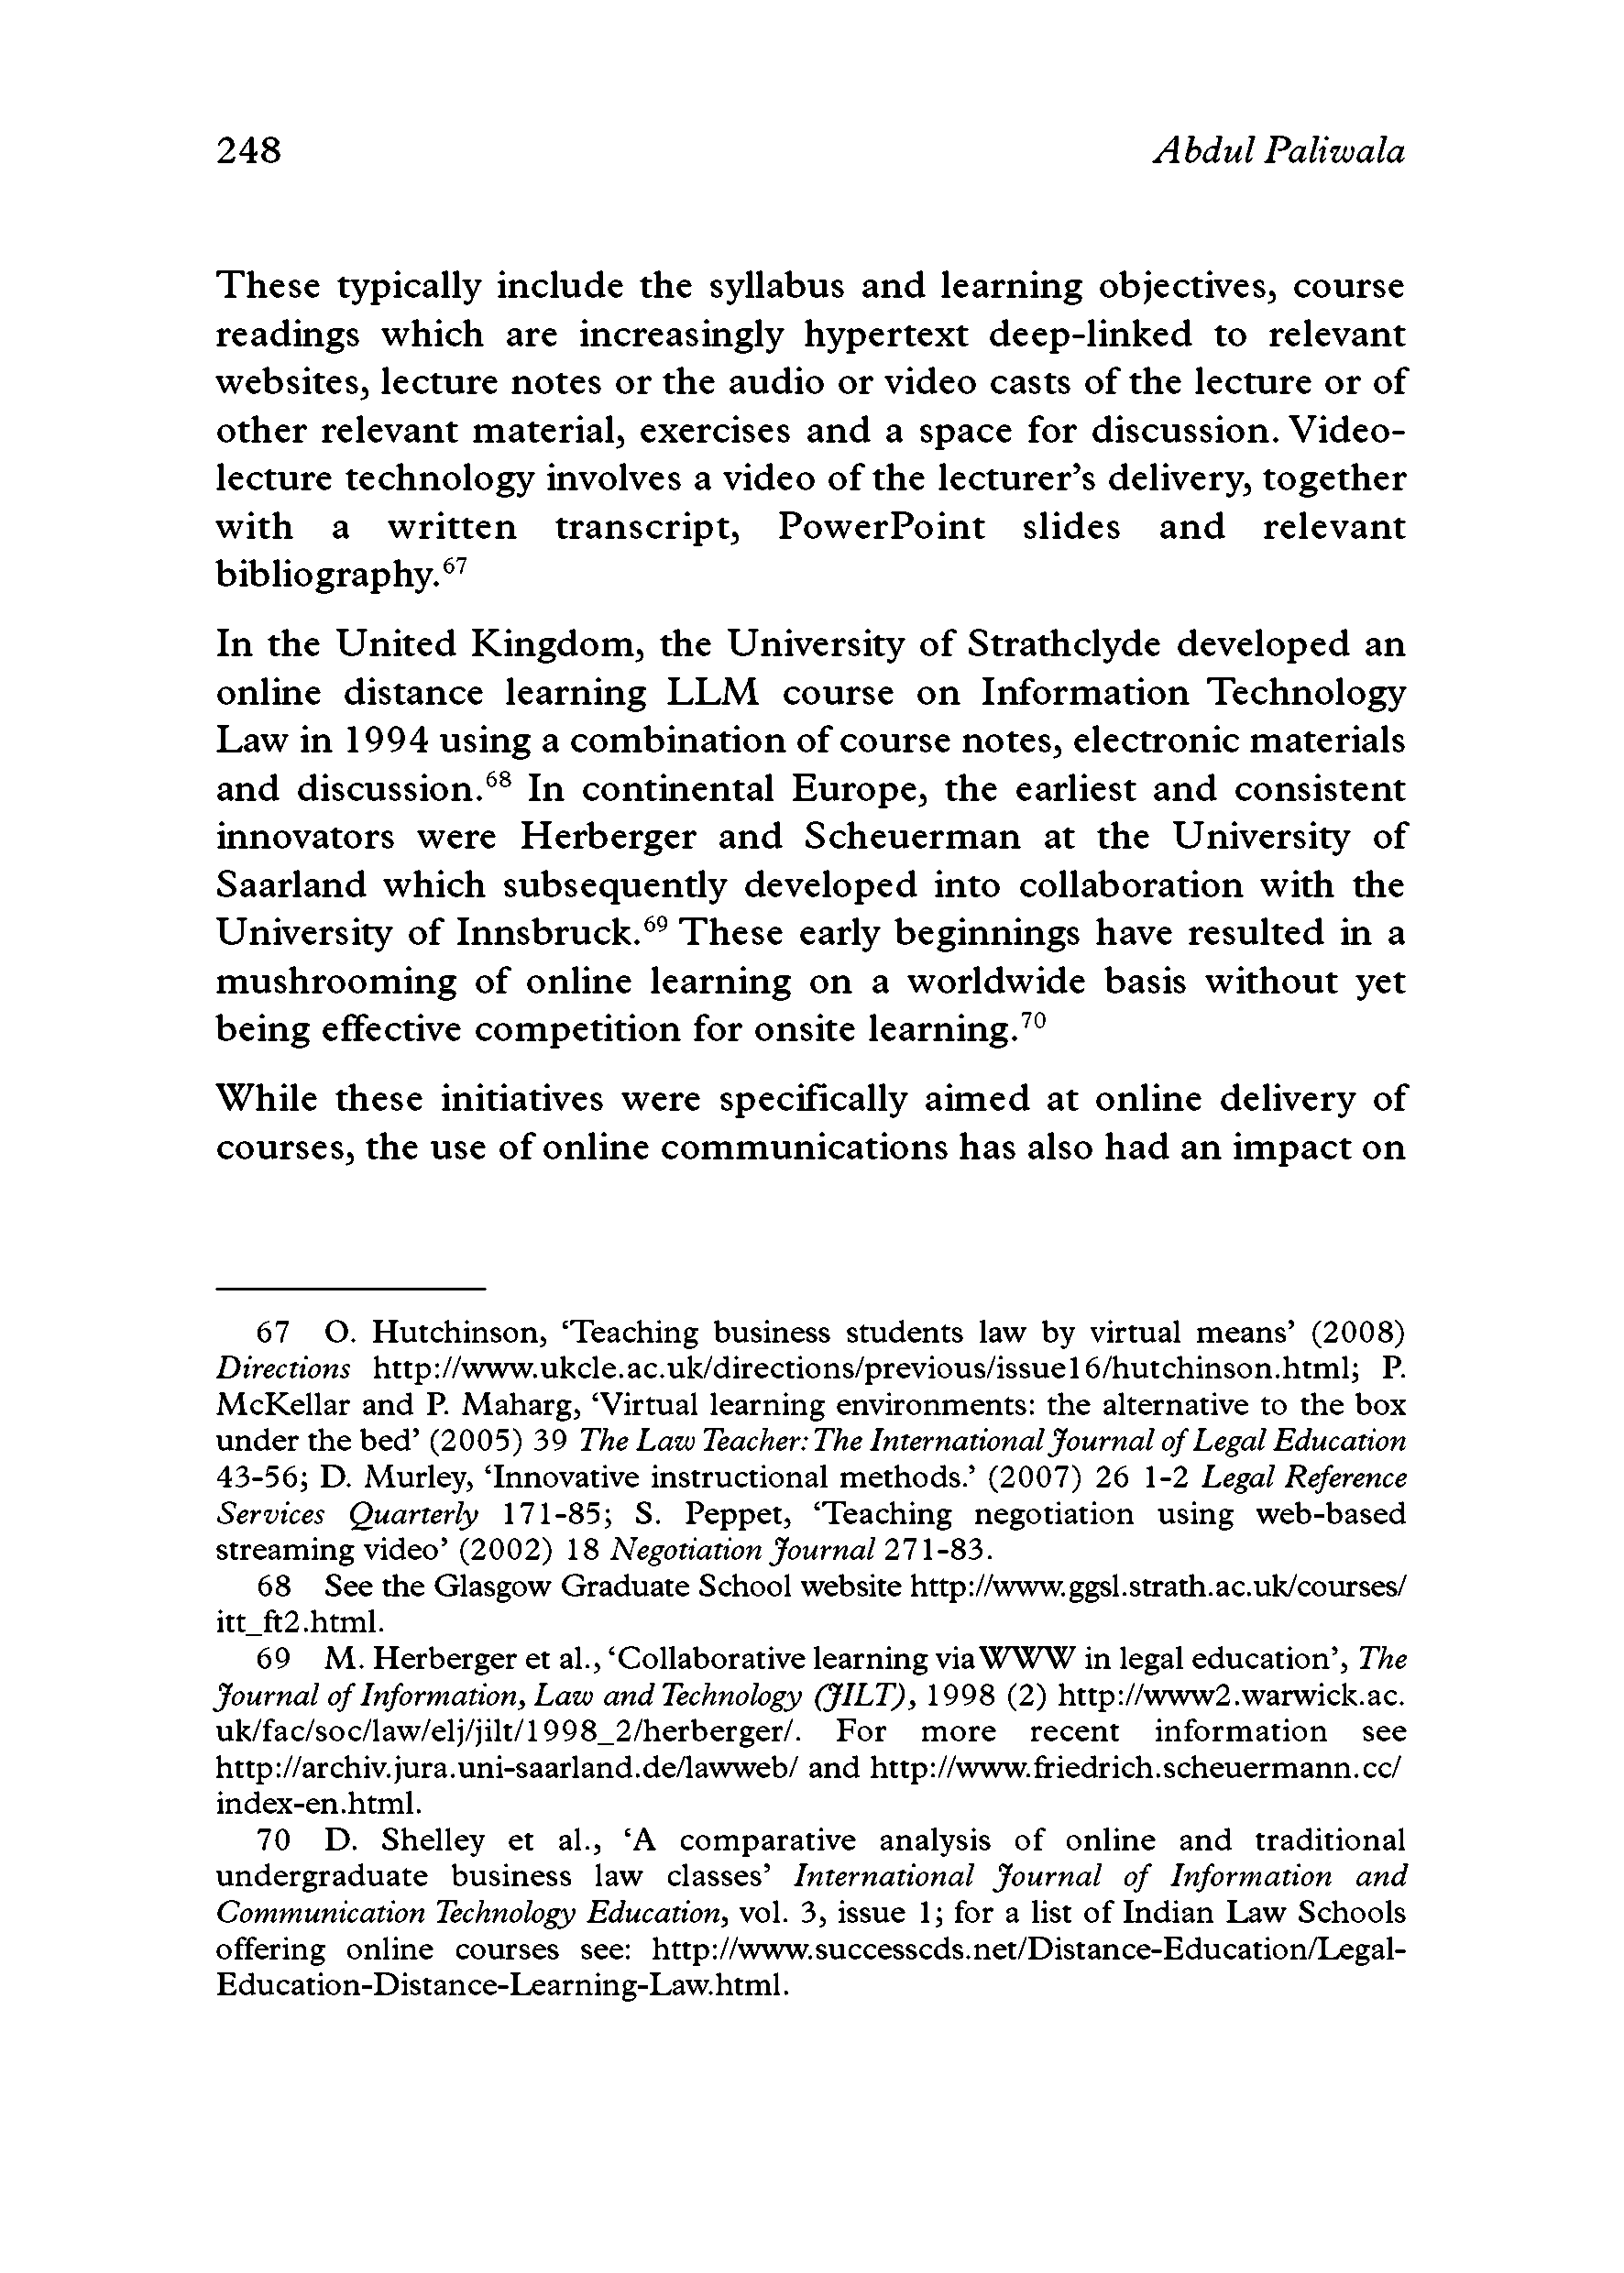 248 Abdul Paliwala
These typically include the syllabus and learning objectives, course
readings which are increasingly hypertext deep-linked to relevant
websites, lecture notes or the audio or video casts of the lecture or of
other relevant material, exercises and a space for discussion. Video-
lecture technology involves a video of the lecturer’s delivery, together
with a written transcript, PowerPoint slides and relevant
bibliography.⁶⁷
In the United Kingdom, the University of Strathclyde developed an
online distance learning LLM course on Information Technology
Law in 1994 using a combination of course notes, electronic materials
and discussion.⁶⁸ In continental Europe, the earliest and consistent
innovators were Herberger and Scheuerman at the University of
Saarland which subsequently developed into collaboration with the
University of Innsbruck.⁶⁹ These early beginnings have resulted in a
mushrooming of online learning on a worldwide basis without yet
being effective competition for onsite learning.⁷⁰
While these initiatives were specifically aimed at online delivery of
courses, the use of online communications has also had an impact on
67 O. Hutchinson, ‘Teaching business students law by virtual means’ (2008)
Directions http://www.ukcle.ac.uk/directions/previous/issue16/hutchinson.html; P.
McKellar and P. Maharg, ‘Virtual learning environments: the alternative to the box
under the bed’ (2005) 39 The Law Teacher: The International Journal of Legal Education
43-56; D. Murley, ‘Innovative instructional methods.’ (2007) 26 1-2 Legal Reference
Services Quarterly 171-85; S. Peppet, ‘Teaching negotiation using web-based
streaming video’ (2002) 18 Negotiation Journal 271-83.
68 See the Glasgow Graduate School website http://www.ggsl.strath.ac.uk/courses/
itt_ft2.html.
69 M. Herberger et al., ‘Collaborative learning via WWW in legal education’, The
Journal of Information, Law and Technology (JILT), 1998 (2) http://www2.warwick.ac.
uk/fac/soc/law/elj/jilt/1998_2/herberger/. For more recent information see
http://archiv.jura.uni-saarland.de/lawweb/ and http://www.friedrich.scheuermann.cc/
index-en.html.
70 D. Shelley et al., ‘A comparative analysis of online and traditional
undergraduate business law classes’ International Journal of Information and
Communication Technology Education, vol. 3, issue 1; for a list of Indian Law Schools
offering online courses see: http://www.successcds.net/Distance-Education/Legal-
Education-Distance-Learning-Law.html.